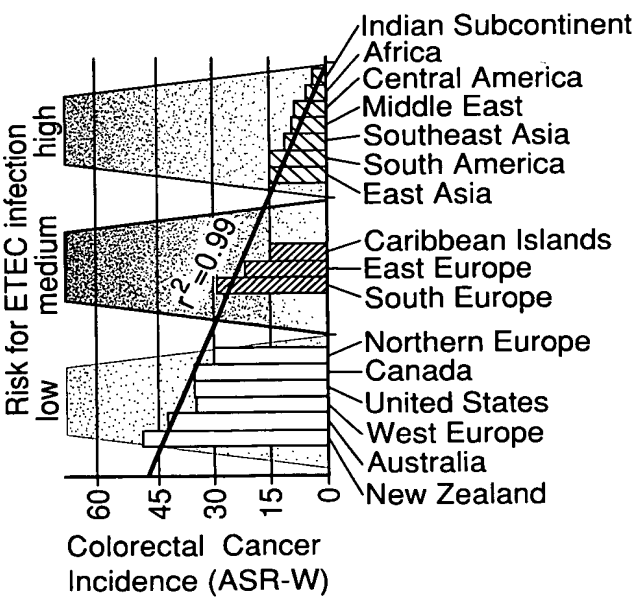 Indian Subcontinent
Africa
Central America
Middle East
Southeast Asia
South America
East Asia
Caribbean Islands
East Europe
South Europe
Northern Europe
Canada
United States
West Europe
Australia
New Zealand
Risk for ETEC infection
high
medium
low
r²=0.99
60 45 30 15 0
Colorectal Cancer
Incidence (ASR-W)